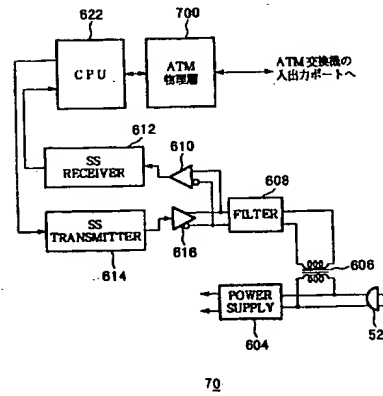 622
700
CPU
ATM
物理層
ATM交換機の
入出力ポートへ
612
610
SS
RECEIVER
608
FILTER
SS
TRANSMITTER
616
614
606
POWER
SUPPLY
604
52
70